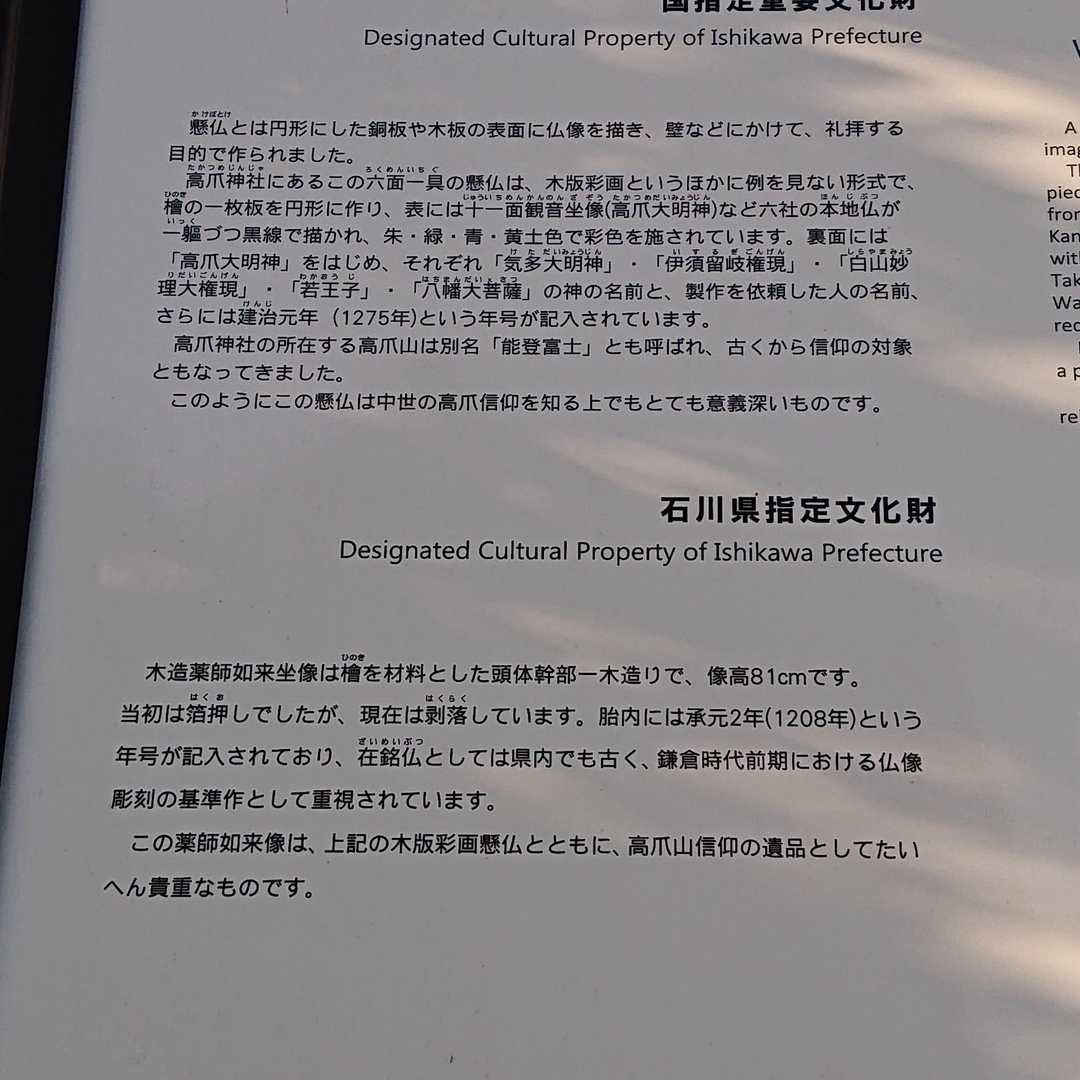 国指定重要文化財
Designated Cultural Property of Ishikawa Prefecture
懸仏とは円形にした銅板や木板の表面に仏像を描き、壁などにかけて、礼拝する
目的で作られました。
高爪神社にあるこの六面一具の懸仏は、木版彩画というほかに例を見ない形式で、
檜の一枚板を円形に作り、表には十一面観音坐像(高爪大明神)など六社の本地仏が
一軀づつ黒線で描かれ、朱・緑・青・黄土色で彩色を施されています。裏面には
「高爪大明神」をはじめ、それぞれ「気多大明神」・「伊須留岐権現」・「白山妙
理大権現」・「若王子」・「八幡大菩薩」の神の名前と、製作を依頼した人の名前、
さらには建治元年（1275年)という年号が記入されています。
高爪神社の所在する高爪山は別名「能登富士」とも呼ばれ、古くから信仰の対象
ともなってきました。
このようにこの懸仏は中世の高爪信仰を知る上でもとても意義深いものです。
石川県指定文化財
Designated Cultural Property of Ishikawa Prefecture
木造薬師如来坐像は檜を材料とした頭体幹部一木造りで、像高81cmです。
当初は箔押しでしたが、現在は剥落しています。胎内には承元2年(1208年)という
年号が記入されており、在銘仏としては県内でも古く、鎌倉時代前期における仏像
彫刻の基準作として重視されています。
この薬師如来像は、上記の木版彩画懸仏とともに、高爪山信仰の遺品としてたい
へん貴重なものです。